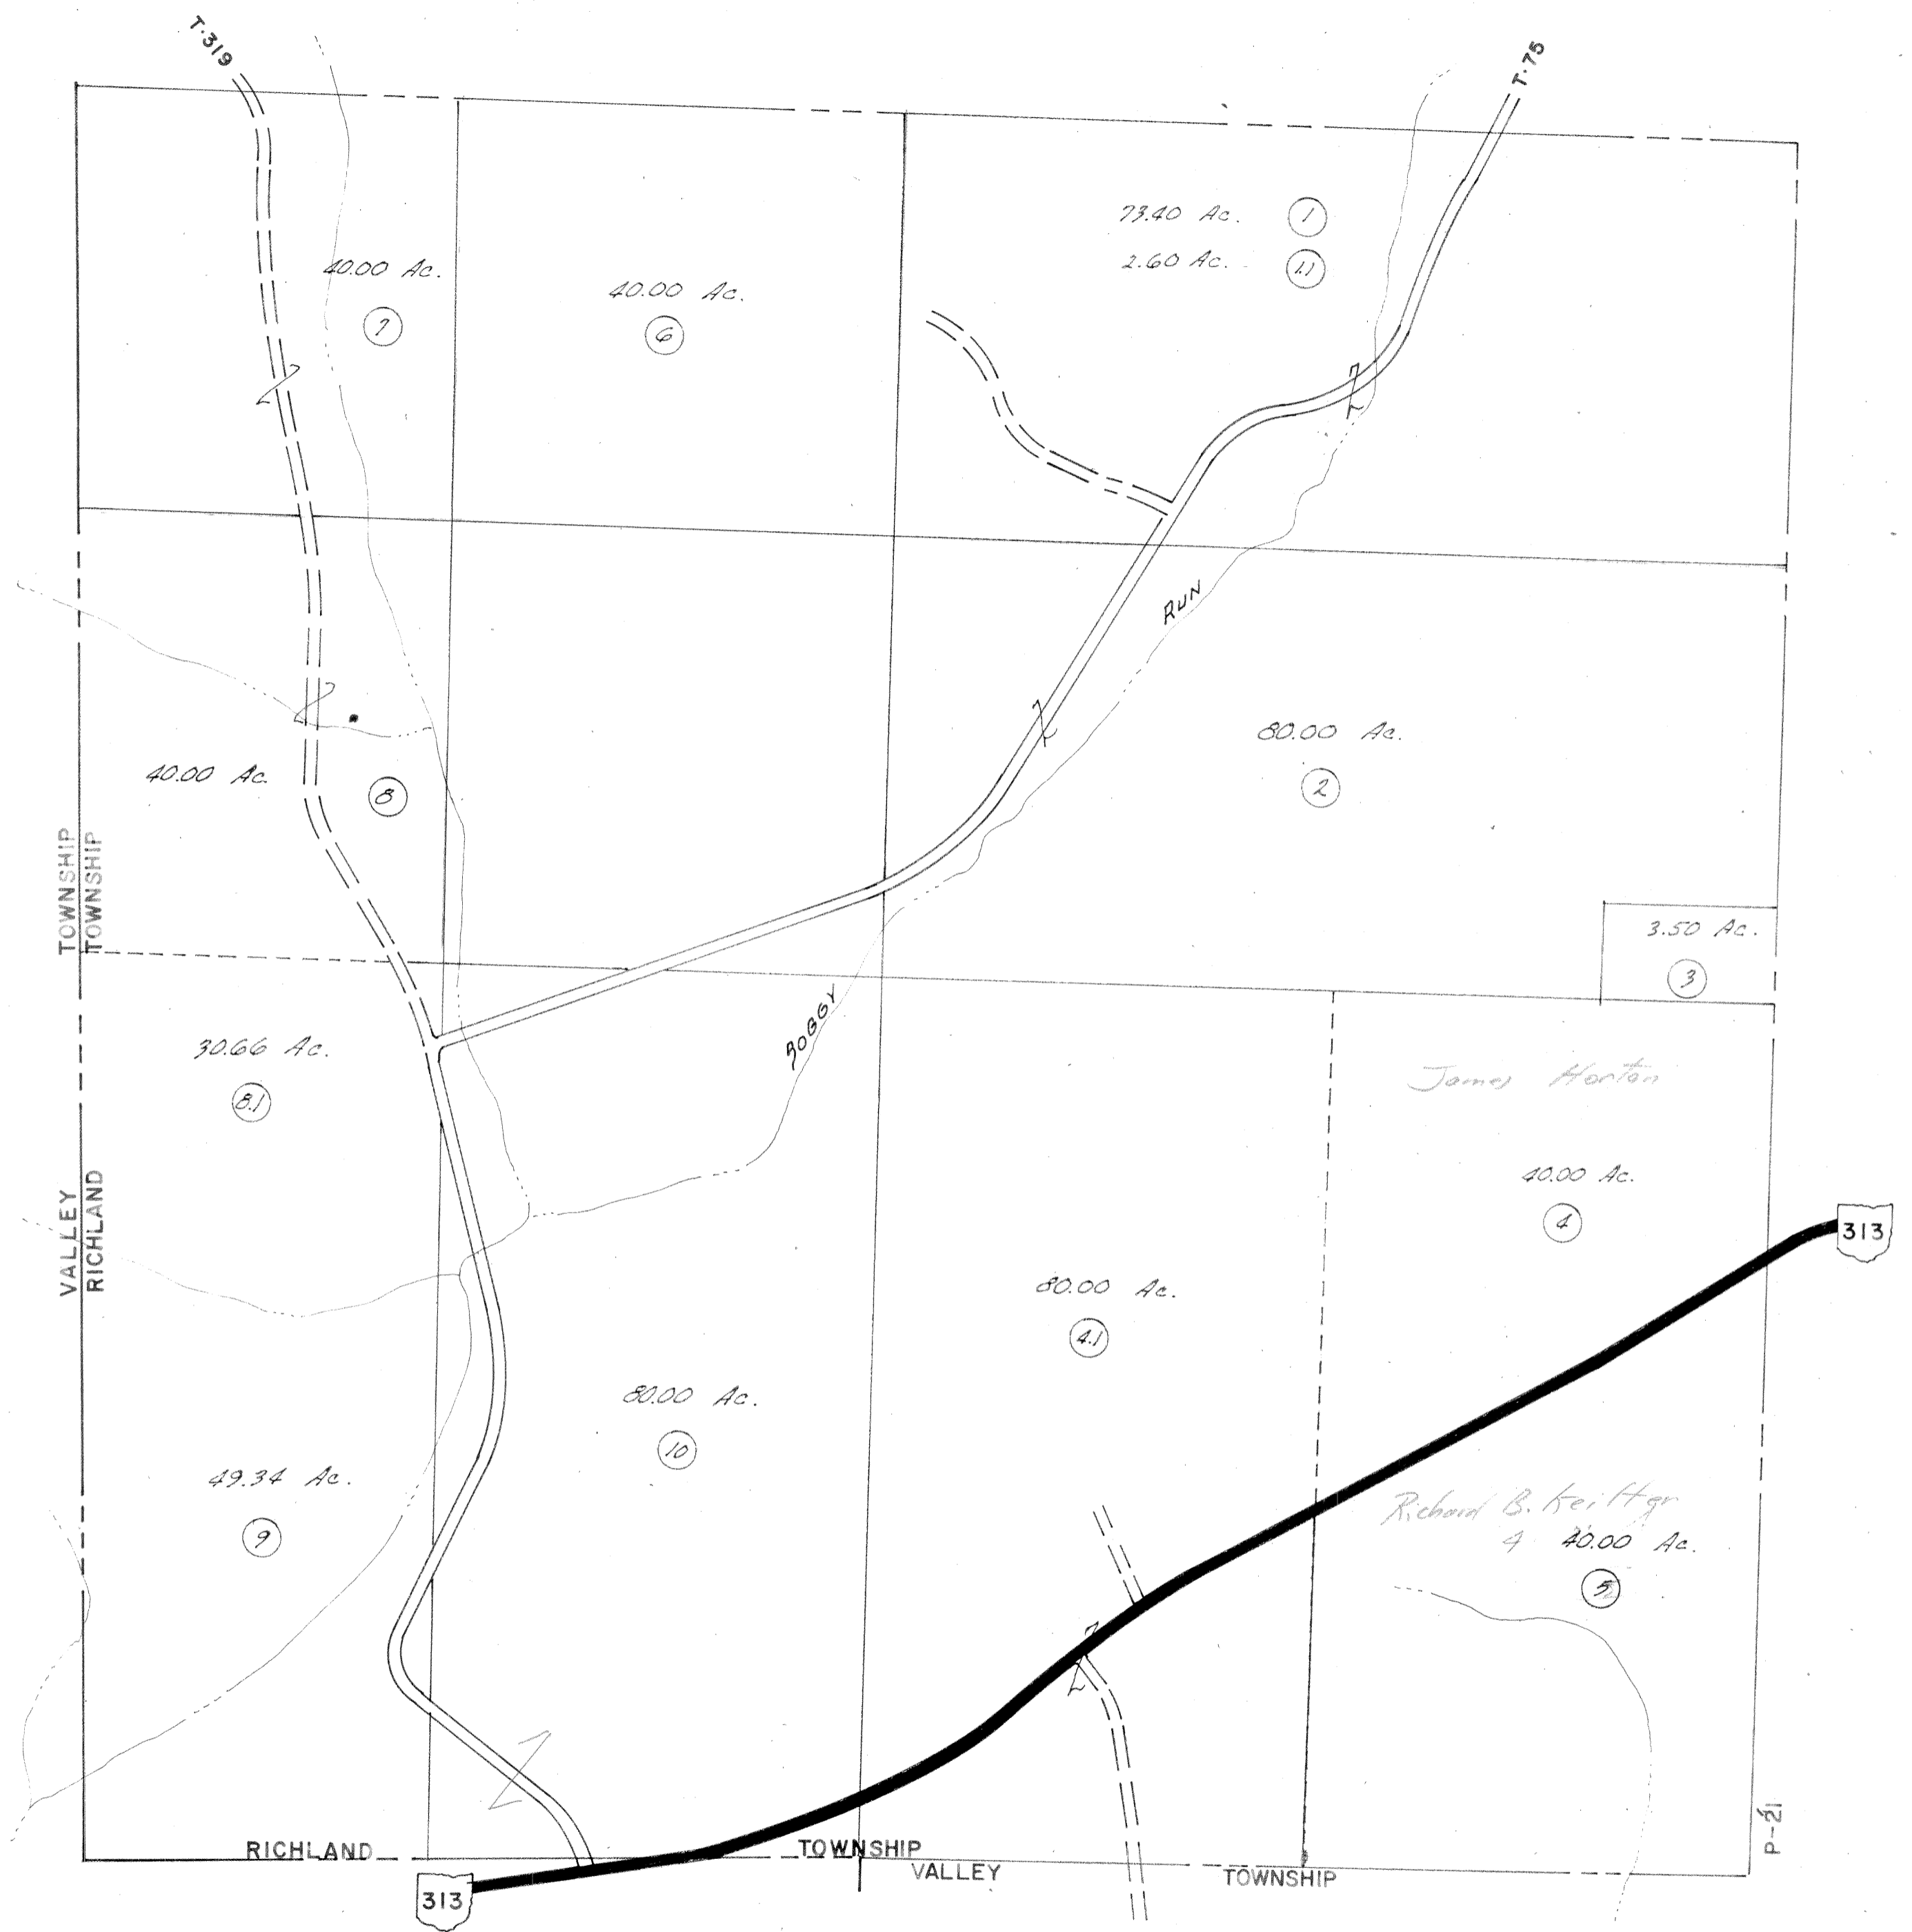 T-319
T-75
73.40 Ac. 1
2.60 Ac. 1.1
40.00 Ac.
7
40.00 Ac.
6
RUN
80.00 Ac.
2
40.00 Ac.
8
TOWNSHIP
TOWNSHIP
3.50 Ac.
3
BOGGY
30.66 Ac.
8.1
James Horton
40.00 Ac.
4
VALLEY
RICHLAND
313
80.00 Ac.
4.1
80.00 Ac.
10
49.34 Ac.
9
Richard B.
4 40.00 Ac.
5
P-21
RICHLAND TOWNSHIP
VALLEY TOWNSHIP
313